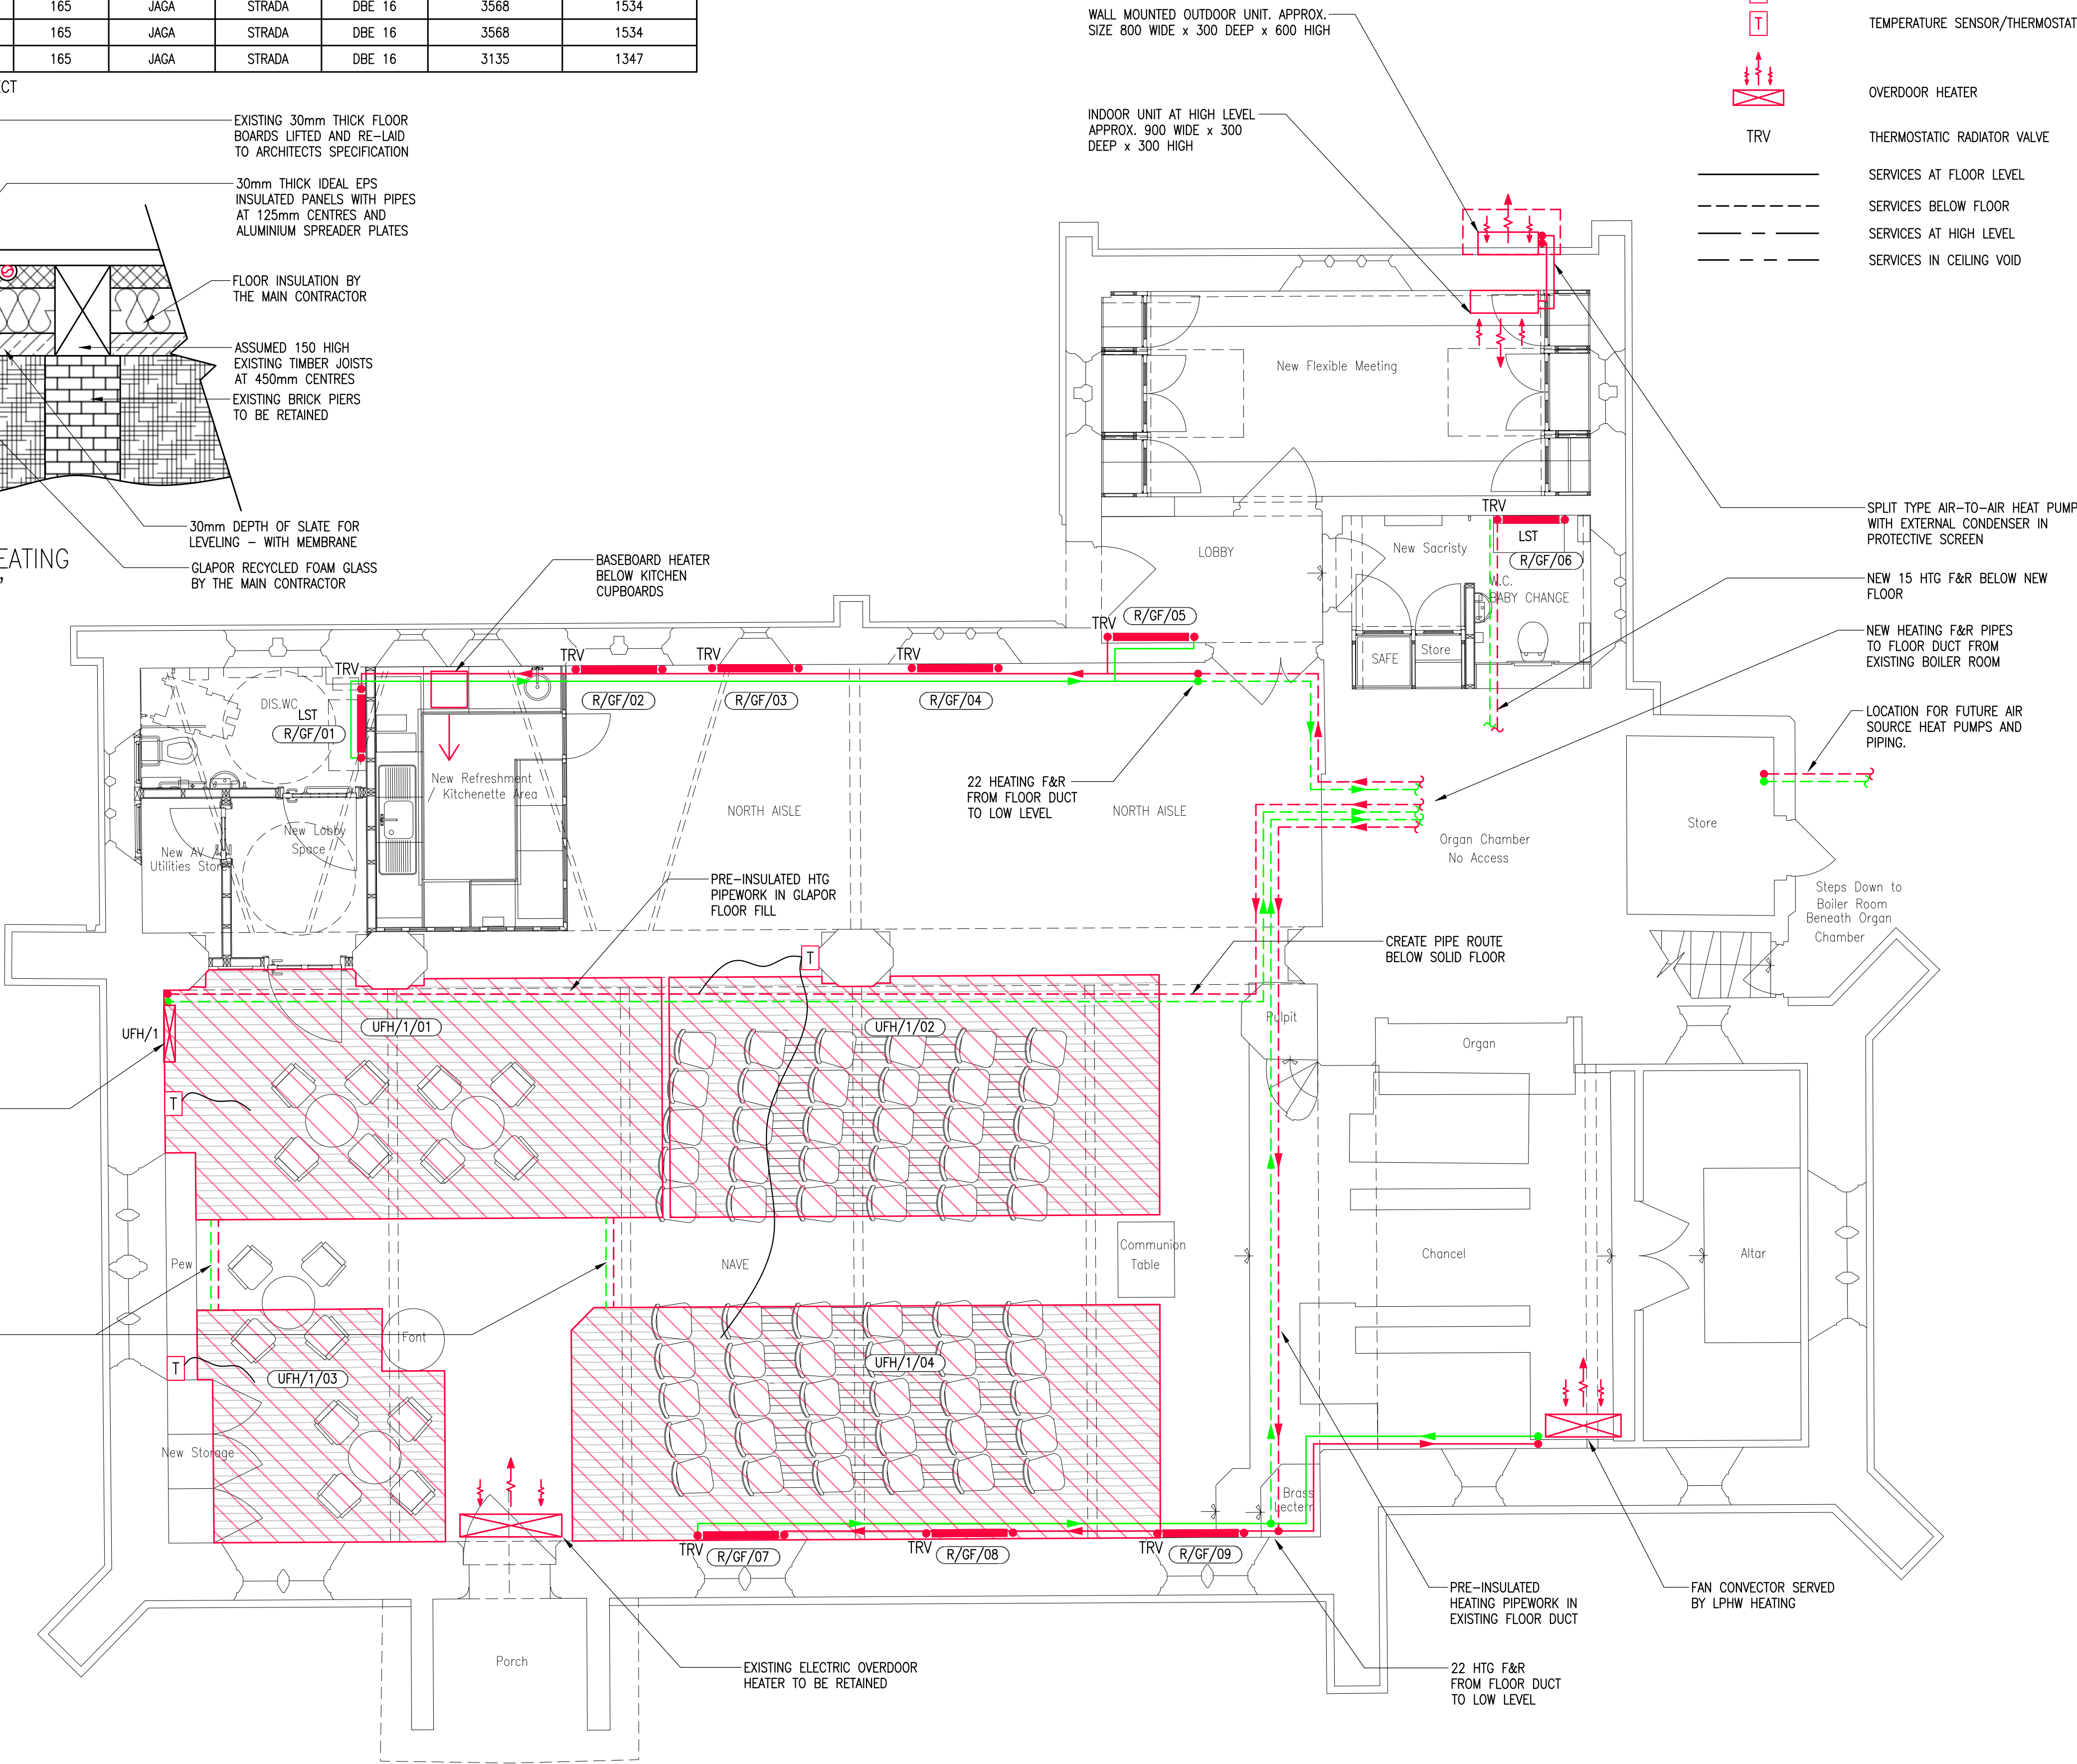 165 JAGA STRADA DBE 16 3568 1534
165 JAGA STRADA DBE 16 3568 1534
165 JAGA STRADA DBE 16 3135 1347
ECT
EXISTING 30mm THICK FLOOR
BOARDS LIFTED AND RE-LAID
TO ARCHITECTS SPECIFICATION
30mm THICK IDEAL EPS
INSULATED PANELS WITH PIPES
AT 125mm CENTRES AND
ALUMINIUM SPREADER PLATES
S
FLOOR INSULATION BY
THE MAIN CONTRACTOR
ASSUMED 150 HIGH
EXISTING TIMBER JOISTS
AT 450mm CENTRES
EXISTING BRICK PIERS
TO BE RETAINED
30mm DEPTH OF SLATE FOR
LEVELING - WITH MEMBRANE
EATING
GLAPOR RECYCLED FOAM GLASS
BY THE MAIN CONTRACTOR
WALL MOUNTED OUTDOOR UNIT. APPROX.
SIZE 800 WIDE x 300 DEEP x 600 HIGH
INDOOR UNIT AT HIGH LEVEL
APPROX. 900 WIDE x 300
DEEP x 300 HIGH
T TEMPERATURE SENSOR/THERMOSTAT
OVERDOOR HEATER
TRV THERMOSTATIC RADIATOR VALVE
SERVICES AT FLOOR LEVEL
SERVICES BELOW FLOOR
SERVICES AT HIGH LEVEL
SERVICES IN CEILING VOID
New Flexible Meeting
SPLIT TYPE AIR-TO-AIR HEAT PUMP
WITH EXTERNAL CONDENSER IN
PROTECTIVE SCREEN
NEW 15 HTG F&R BELOW NEW
FLOOR
NEW HEATING F&R PIPES
TO FLOOR DUCT FROM
EXISTING BOILER ROOM
LOCATION FOR FUTURE AIR
SOURCE HEAT PUMPS AND
PIPING.
BASEBOARD HEATER
BELOW KITCHEN
CUPBOARDS
LOBBY
New Sacristy
TRV
LST
R/GF/06
W.C.
BABY CHANGE
SAFE
Store
TRV
R/GF/05
TRV
DIS.WC
LST
R/GF/01
TRV
R/GF/02
TRV
R/GF/03
TRV
R/GF/04
New Refreshment
/ Kitchenette Area
New Lobby
Space
New AV /
Utilities Store
NORTH AISLE
NORTH AISLE
22 HEATING F&R
FROM FLOOR DUCT
TO LOW LEVEL
Organ Chamber
No Access
Store
Steps Down to
Boiler Room
Beneath Organ
Chamber
PRE-INSULATED HTG
PIPEWORK IN GLAPOR
FLOOR FILL
CREATE PIPE ROUTE
BELOW SOLID FLOOR
T
UFH/1
UFH/1/01
UFH/1/02
Pulpit
Organ
T
Pew
NAVE
Communion
Table
Chancel
Altar
Font
T
UFH/1/03
UFH/1/04
New Storage
Brass
Lectern
TRV
R/GF/07
TRV
R/GF/08
TRV
R/GF/09
PRE-INSULATED
HEATING PIPEWORK IN
EXISTING FLOOR DUCT
FAN CONVECTOR SERVED
BY LPHW HEATING
Porch
EXISTING ELECTRIC OVERDOOR
HEATER TO BE RETAINED
22 HTG F&R
FROM FLOOR DUCT
TO LOW LEVEL